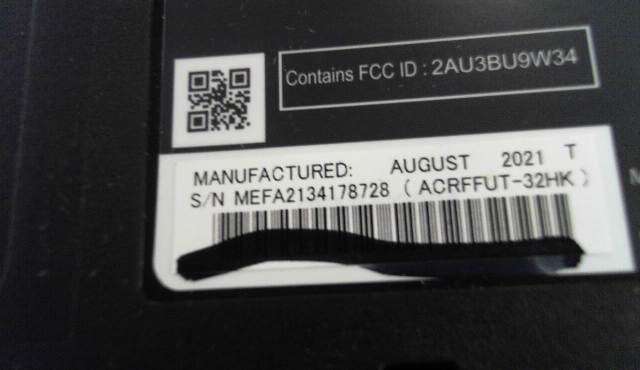 Contains FCC ID : 2AU3BU9W34
MANUFACTURED: AUGUST 2021 T
S/N MEFA2134178728 ( ACRFFUT-32HK )